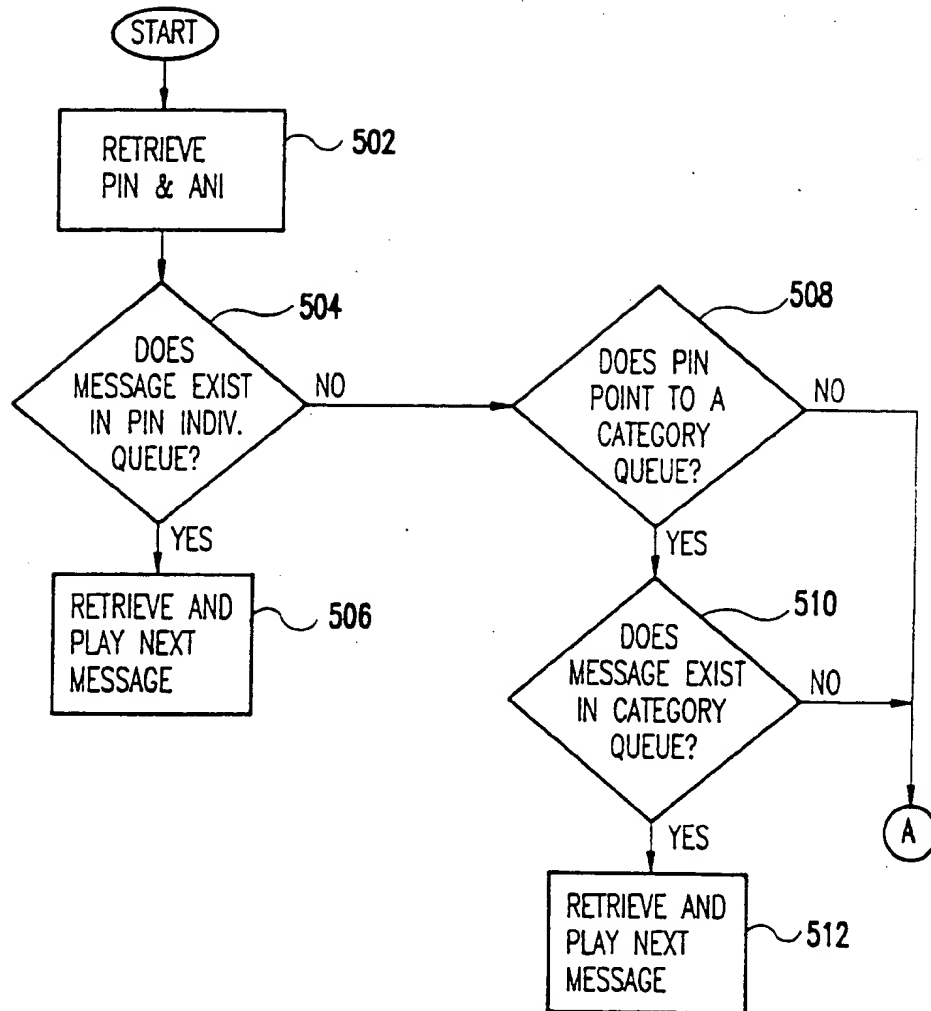 START
RETRIEVE
PIN & ANI
502
DOES
MESSAGE EXIST
IN PIN INDIV.
QUEUE?
504
NO
YES
RETRIEVE AND
PLAY NEXT
MESSAGE
506
DOES PIN
POINT TO A
CATEGORY
QUEUE?
508
NO
YES
DOES
MESSAGE EXIST
IN CATEGORY
QUEUE?
510
NO
YES
A
RETRIEVE AND
PLAY NEXT
MESSAGE
512